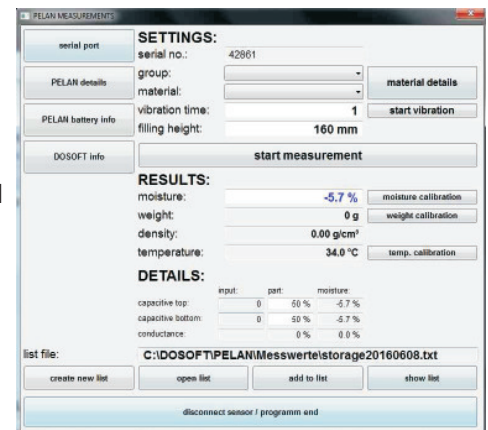 PELAN MEASUREMENTS
serial port
PELAN details
PELAN battery info
DOSOFT info
SETTINGS:
serial no.: 42861
group:
material:
material details
vibration time: 1 start vibration
filling height: 160 mm
start measurement
RESULTS:
moisture: -5.7 % moisture calibration
weight: 0 g weight calibration
density: 0.00 g/cm³
temperature: 34.0 °C temp. calibration
DETAILS:
input: part: moisture:
capacitive top: 0 50 % -5.7 %
capacitive bottom: 0 50 % -5.7 %
conductance: 0 % 0.0 %
list file: C:\DOSOFT\PELAN\Messwerte\storage20160608.txt
create new list open list add to list show list
disconnect sensor / programm end